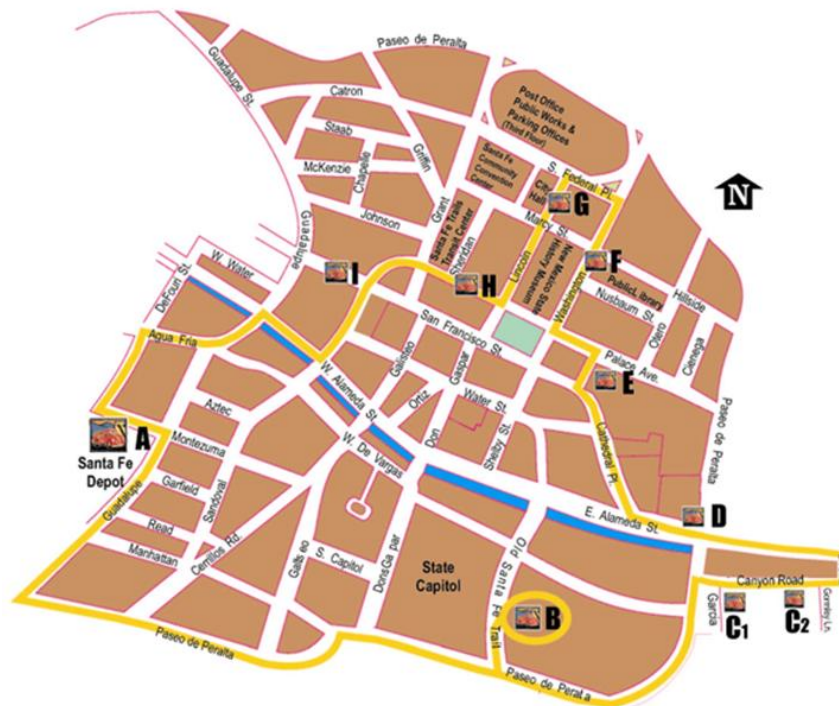 Paseo de Peralta
Guadalupe St.
Catron
Post Office
Public Works &
Parking Offices
(Third Floor)
Staab
Griffin
McKenzie
Chapelle
Santa Fe
Community
Convention
Center
S. Federal Pl.
City
Hall
G
N
Grant
Johnson
Guadalupe
Santa Fe Trails
Transit Center
Sheridan
Marcy St.
Lincoln
New Mexico State
History Museum
Washington
F
Public Library
Hillside
Nusbaum St.
Otero
Cienega
W. Water
DeFouri St.
I
H
San Francisco St
Palace Ave.
E
Agua Fria
Galisteo
Gaspar
Water St.
W. Alameda St.
Ortiz
Don
Shelby St.
Cathedral Pl.
Paseo de Peralta
Aztec
A
Santa Fe
Depot
Montezuma
W. De Vargas
Garfield
Sandoval
Guadalupe
Read
Manhattan
Cerrillos Rd.
D
E. Alameda St.
Galisteo
S. Capitol
DonsGa par
State
Capitol
Old Santa Fe Trail
B
Canyon Road
Garcia
C1
C2
Gormley Ln.
Paseo de Peralta
Paseo de Peralta